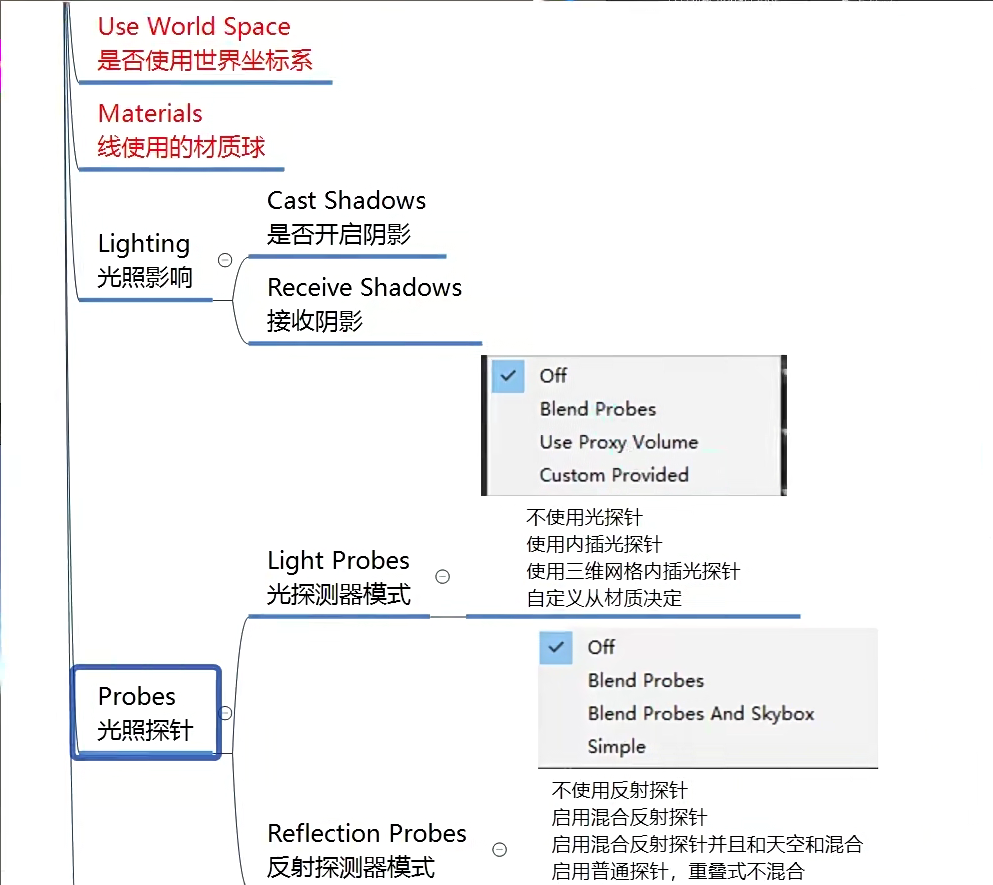 Use World Space
是否使用世界坐标系
Materials
线使用的材质球
Lighting
光照影响
Cast Shadows
是否开启阴影
Receive Shadows
接收阴影
Probes
光照探针
Light Probes
光探测器模式
Off
Blend Probes
Use Proxy Volume
Custom Provided
不使用光探针
使用内插光探针
使用三维网格内插光探针
自定义从材质决定
Reflection Probes
反射探测器模式
Off
Blend Probes
Blend Probes And Skybox
Simple
不使用反射探针
启用混合反射探针
启用混合反射探针并且和天空和混合
启用普通探针，重叠式不混合